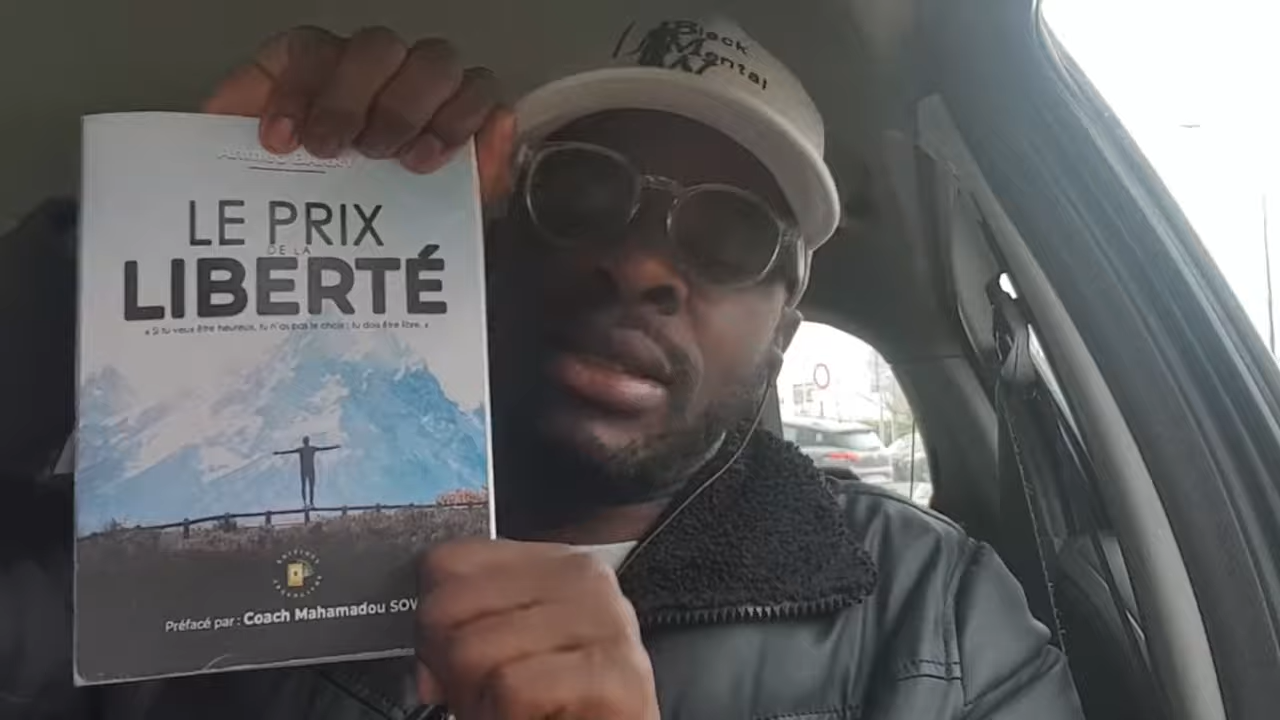 LE PRIX
DE LA
LIBERTÉ
« Si tu veux être heureux, tu n'as pas le choix : tu dois être libre. »
Préfacé par : Coach Mahamadou SOW
Black
Mental